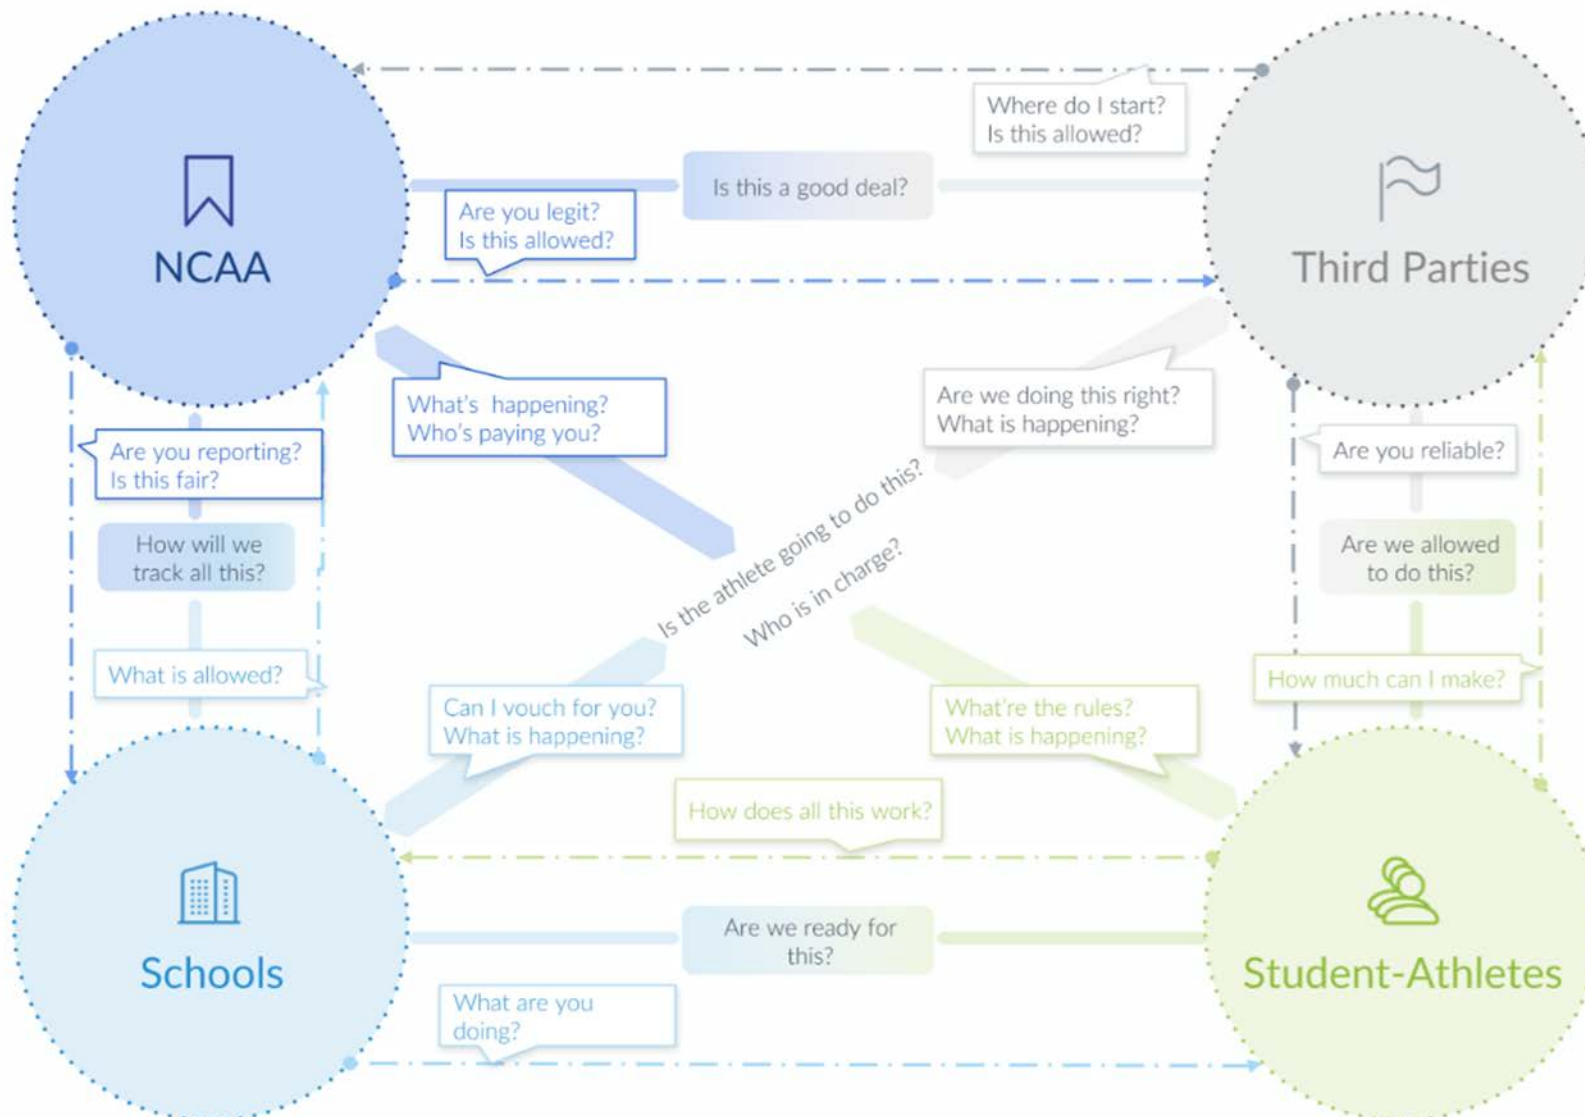 Where do I start?
Is this allowed?
Is this a good deal?
Are you legit?
Is this allowed?
NCAA
Third Parties
What's happening?
Who's paying you?
Are we doing this right?
What is happening?
Are you reporting?
Is this fair?
Are you reliable?
How will we
track all this?
Is the athlete going to do this?
Who is in charge?
Are we allowed
to do this?
What is allowed?
How much can I make?
Can I vouch for you?
What is happening?
What're the rules?
What is happening?
How does all this work?
Are we ready for
this?
Schools
Student-Athletes
What are you
doing?